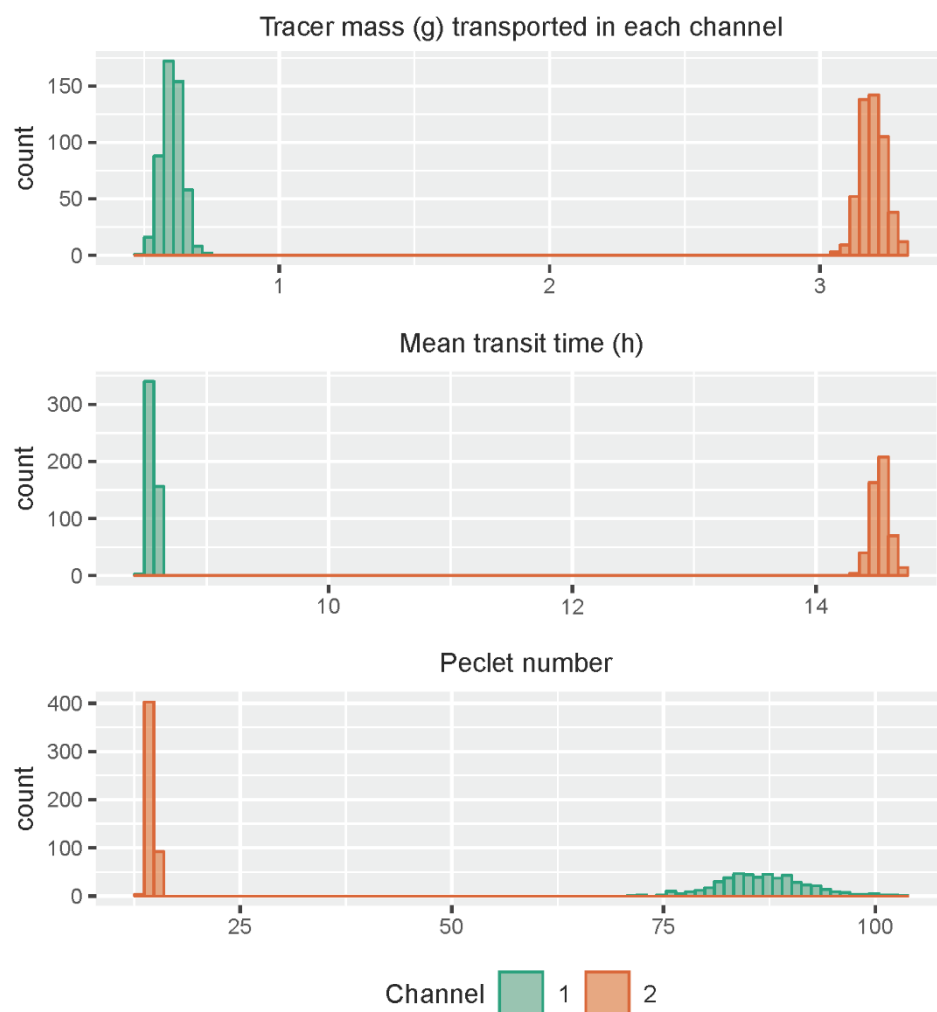 Tracer mass (g) transported in each channel
count
150
100
50
0
1 2 3
Mean transit time (h)
count
300
200
100
0
10 12 14
Peclet number
count
400
300
200
100
0
25 50 75 100
Channel 1 2